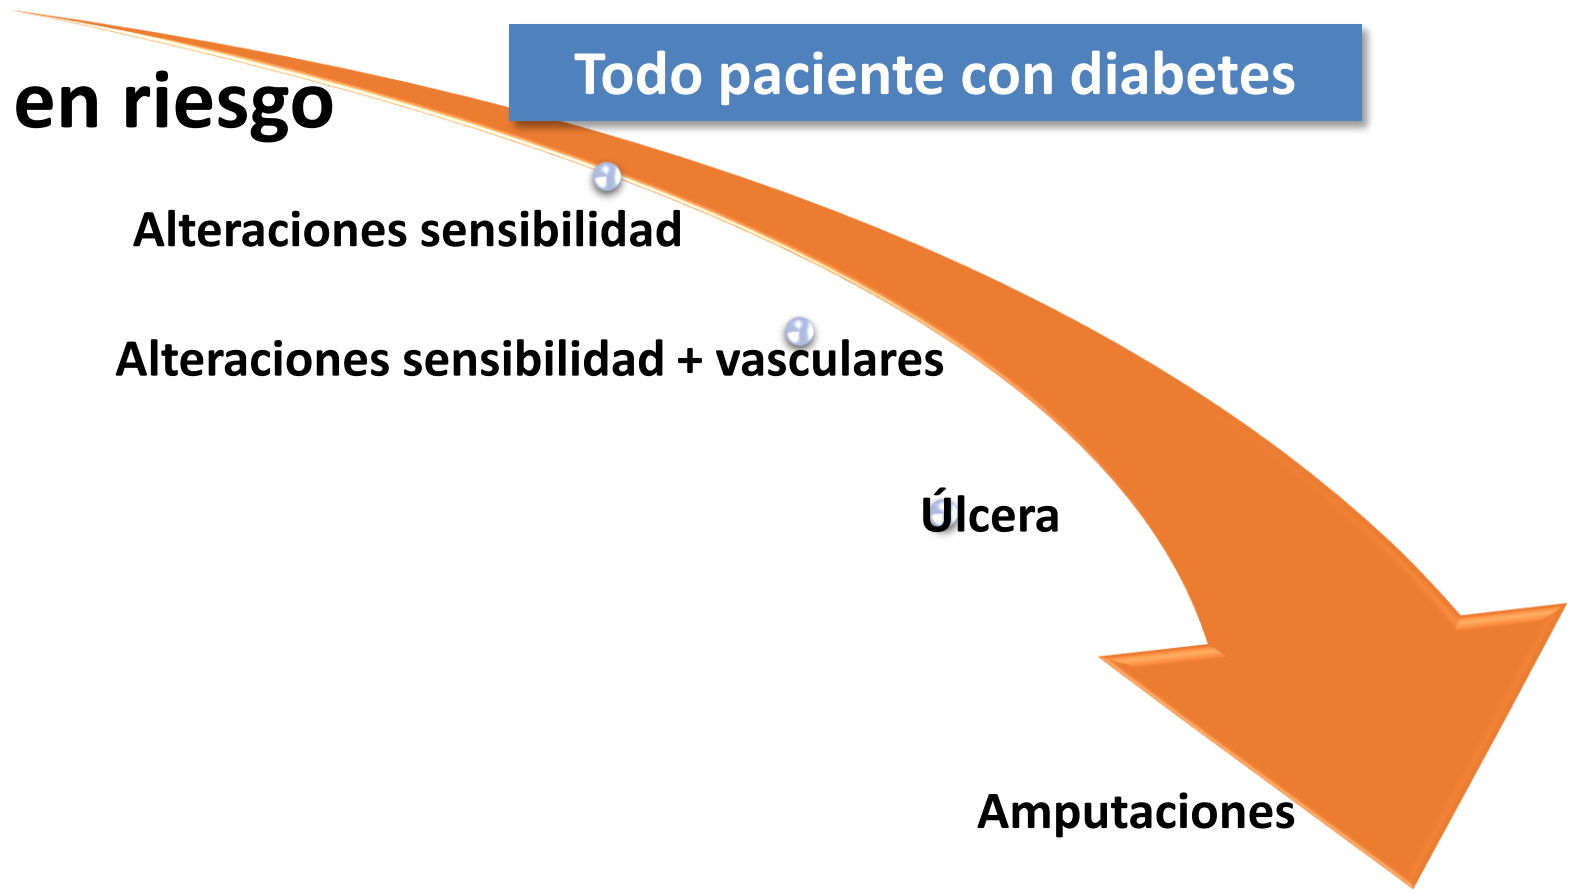 Todo paciente con diabetes
en riesgo
Alteraciones sensibilidad
Alteraciones sensibilidad + vasculares
Úlcera
Amputaciones